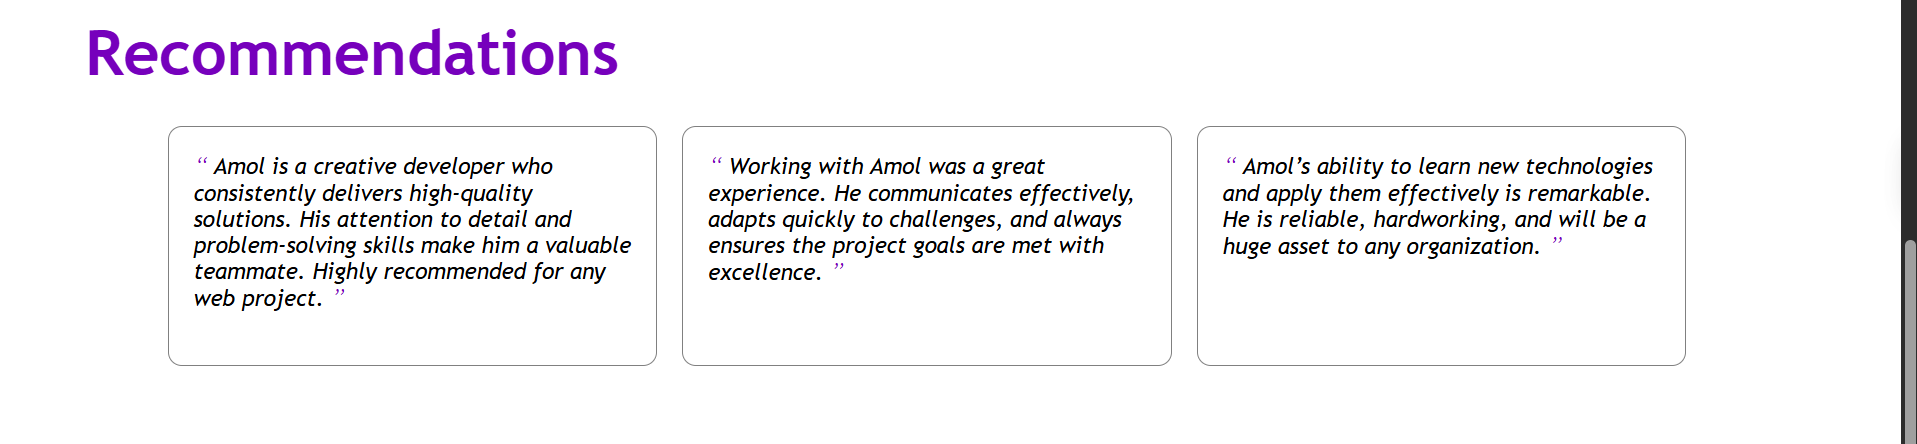 Recommendations
“ Amol is a creative developer who
consistently delivers high-quality
solutions. His attention to detail and
problem-solving skills make him a valuable
teammate. Highly recommended for any
web project. ”
“ Working with Amol was a great
experience. He communicates effectively,
adapts quickly to challenges, and always
ensures the project goals are met with
excellence. ”
“ Amol’s ability to learn new technologies
and apply them effectively is remarkable.
He is reliable, hardworking, and will be a
huge asset to any organization. ”